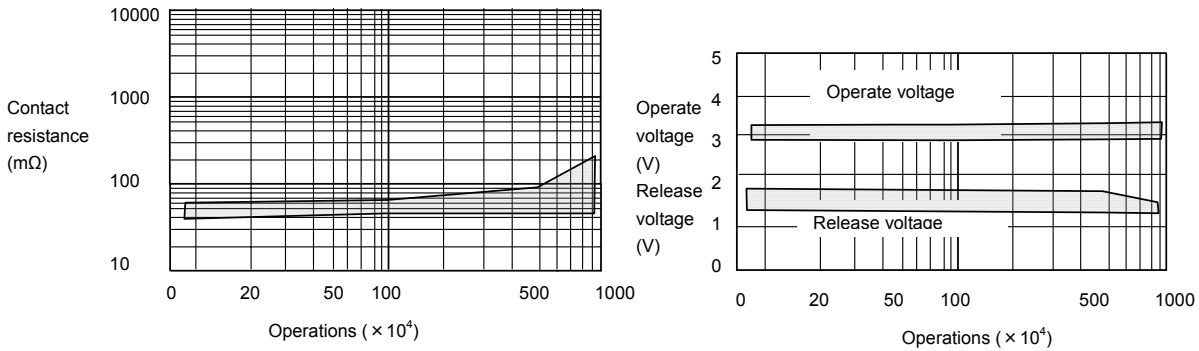 10000
1000
100
10
Contact
resistance
(mΩ)
0 20 50 100 500 1000
Operations (×10⁴)
5
4
3
2
1
0
Operate
voltage
(V)
Release
voltage
(V)
Operate voltage
Release voltage
0 20 50 100 500 1000
Operations (×10⁴)